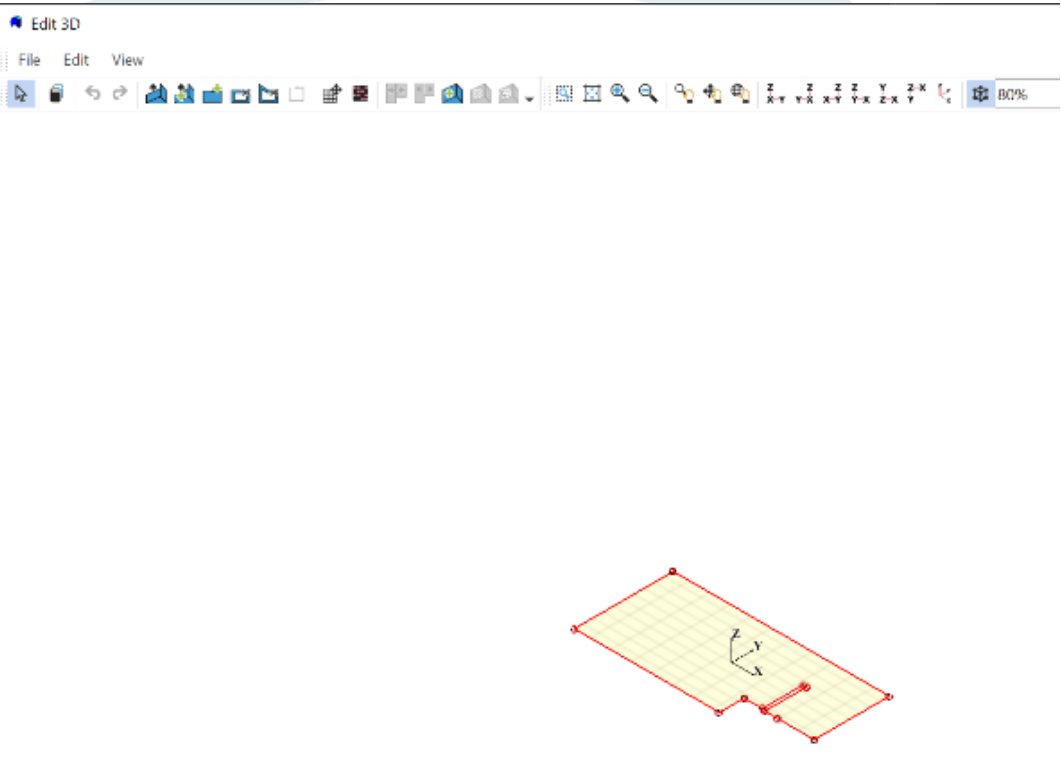 Edit 3D
File Edit View
Z X-Y Y-X Z X-Y Z Y-X Y Z-X Z-X Y 80%
Z
Y
X